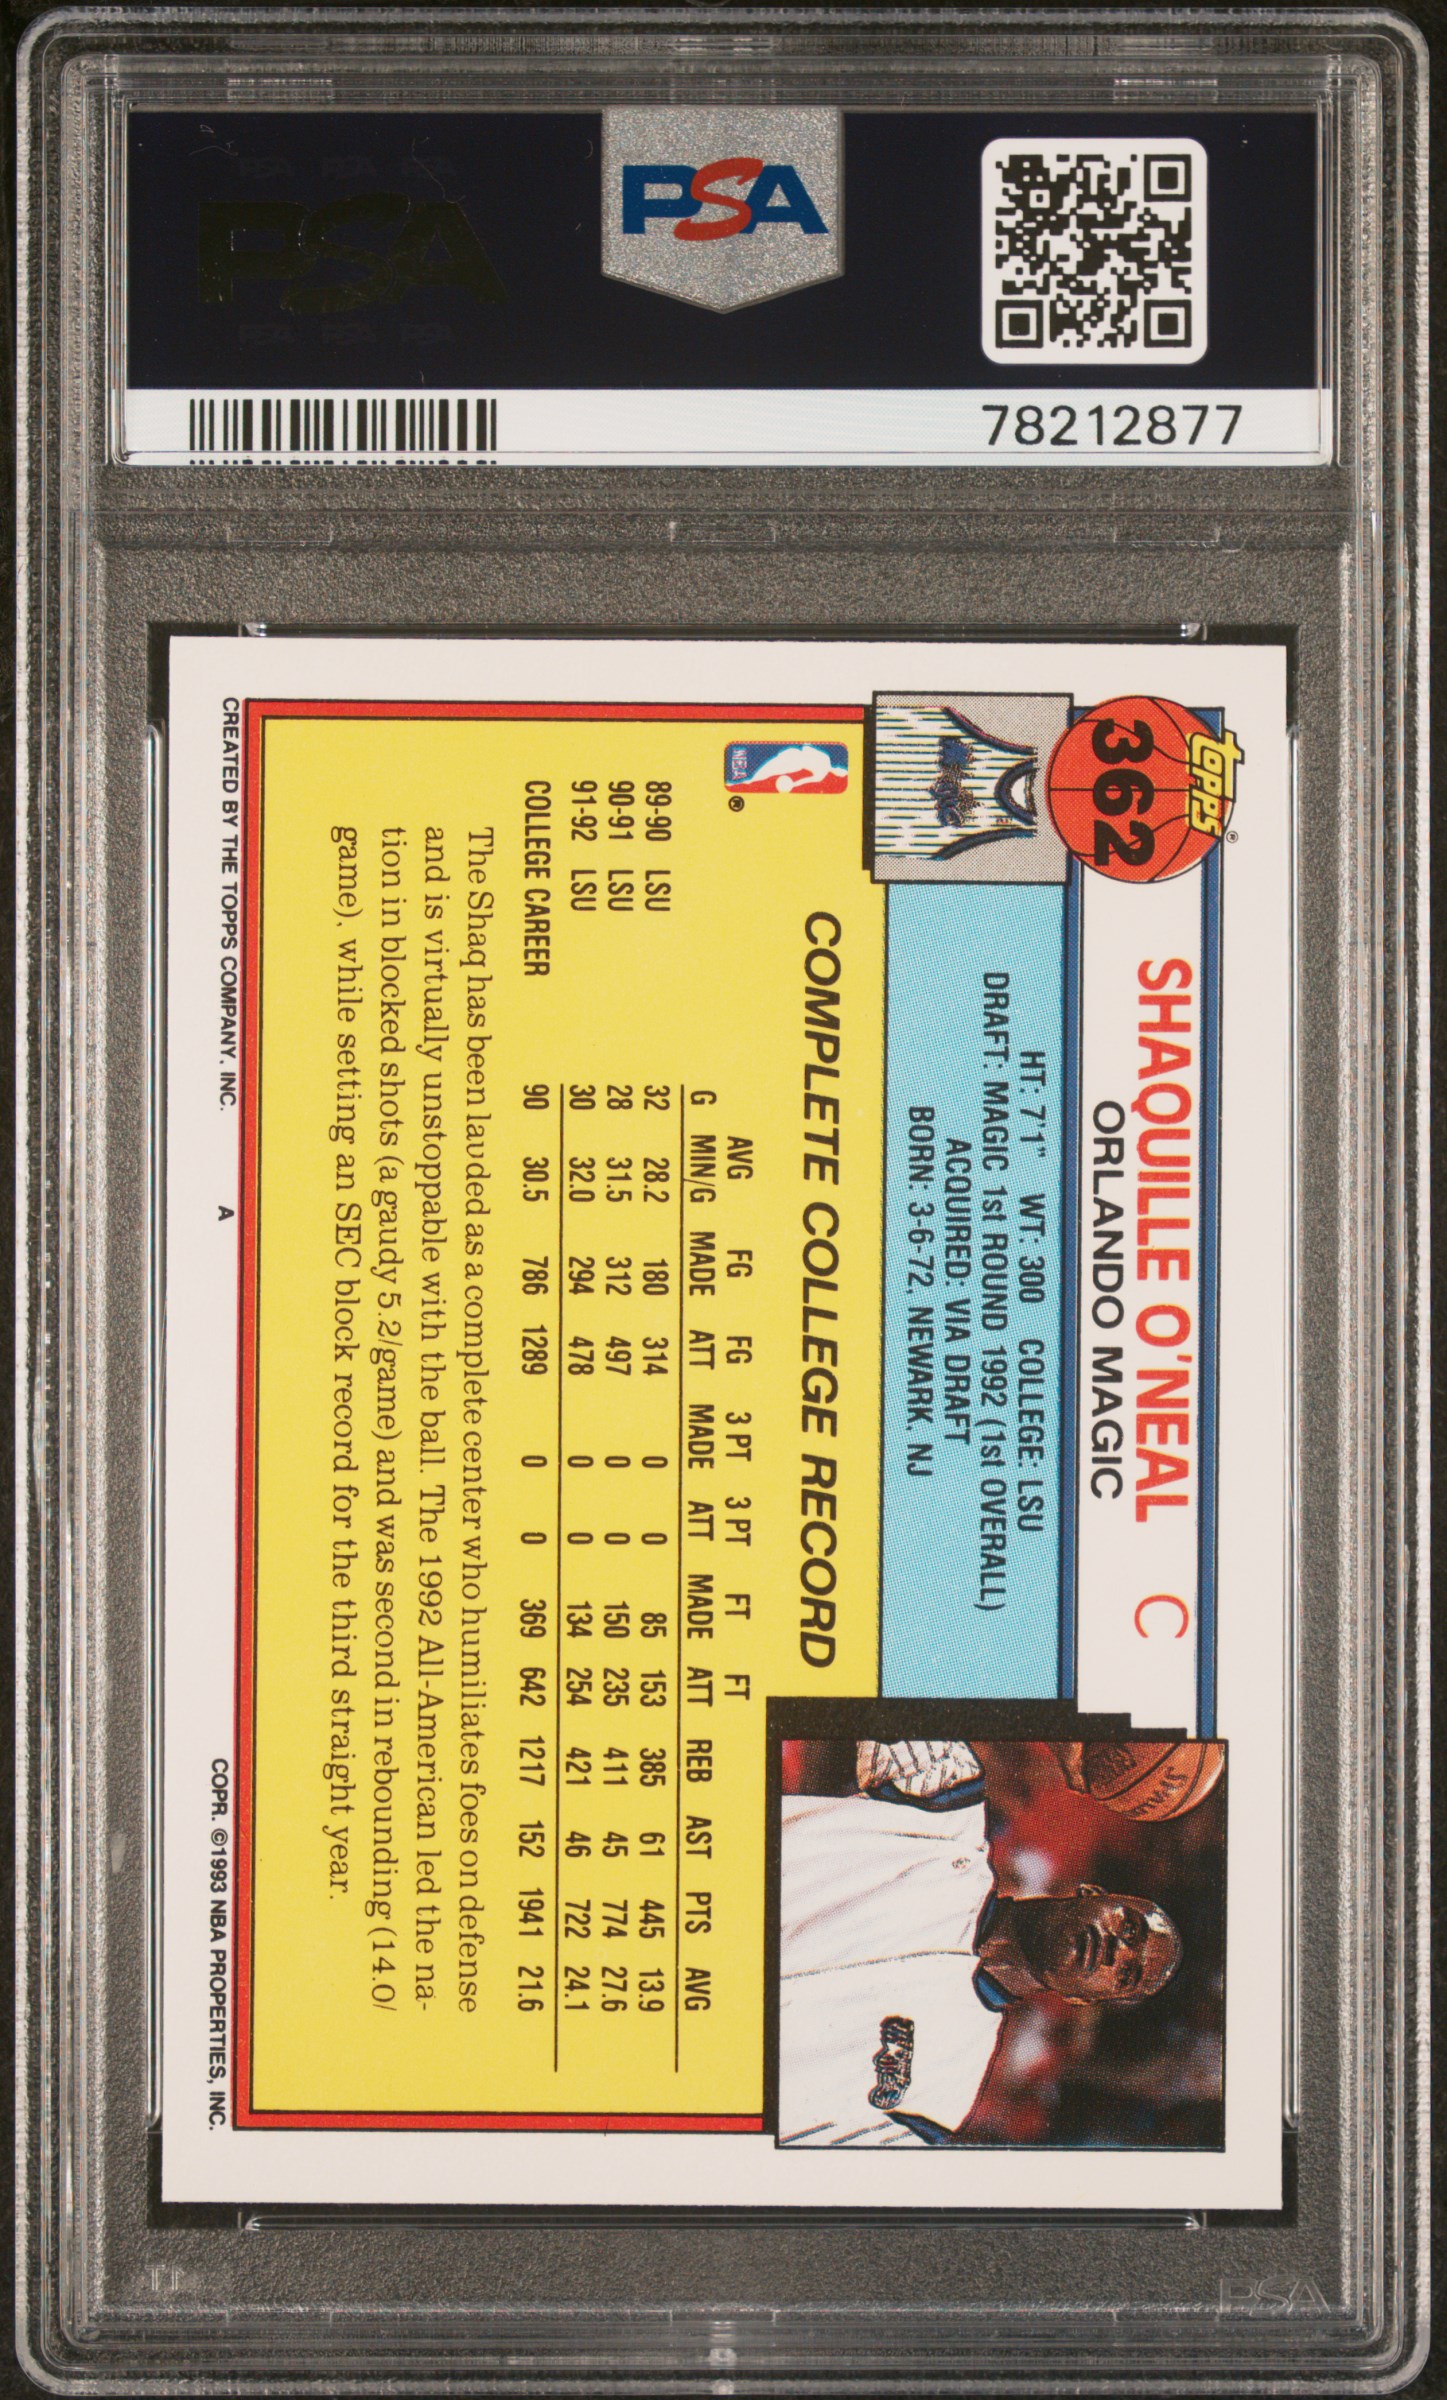 PSA PSA PSA
PSA
PSA PSA PSA
PSA
78212877
topps®
362
SHAQUILLE O'NEAL C
ORLANDO MAGIC
HT: 7'1" WT: 300 COLLEGE: LSU
DRAFT: MAGIC 1st ROUND 1992 (1st OVERALL)
ACQUIRED: VIA DRAFT
BORN: 3-6-72, NEWARK, NJ
NBA ®
COMPLETE COLLEGE RECORD
AVG FG FG 3 PT 3 PT FT FT
G MIN/G MADE ATT MADE ATT MADE ATT REB AST PTS AVG
89-90 LSU 32 28.2 180 314 0 0 85 153 385 61 445 13.9
90-91 LSU 28 31.5 312 497 0 0 150 235 411 45 774 27.6
91-92 LSU 30 32.0 294 478 0 0 134 254 421 46 722 24.1
COLLEGE CAREER 90 30.5 786 1289 0 0 369 642 1217 152 1941 21.6
The Shaq has been lauded as a complete center who humiliates foes on defense
and is virtually unstoppable with the ball. The 1992 All-American led the na-
tion in blocked shots (a gaudy 5.2/game) and was second in rebounding (14.0/
game), while setting an SEC block record for the third straight year.
CREATED BY THE TOPPS COMPANY, INC. A COPR. ©1993 NBA PROPERTIES, INC.
PSA